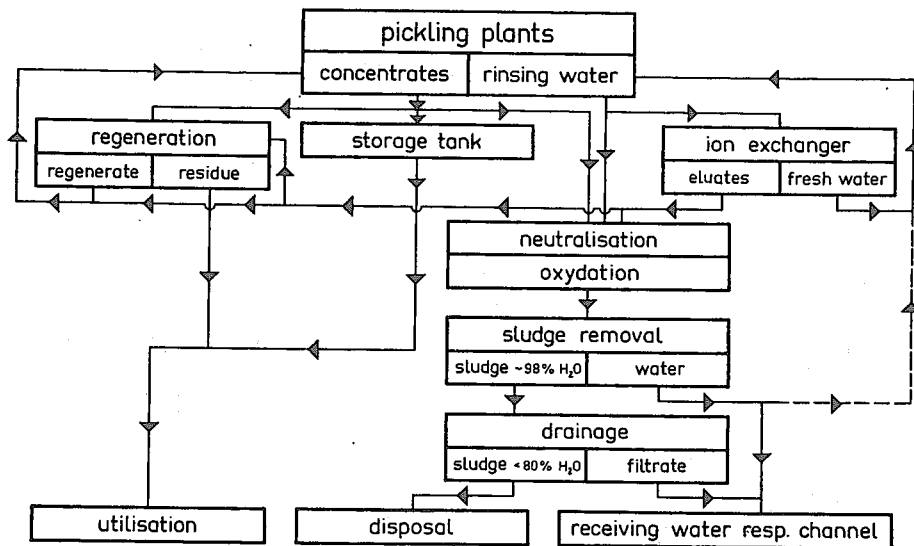 pickling plants
concentrates
rinsing water
regeneration
storage tank
ion exchanger
regenerate
residue
eluates
fresh water
neutralisation
oxydation
sludge removal
sludge ~98% H₂O
water
drainage
sludge <80% H₂O
filtrate
utilisation
disposal
receiving water resp. channel